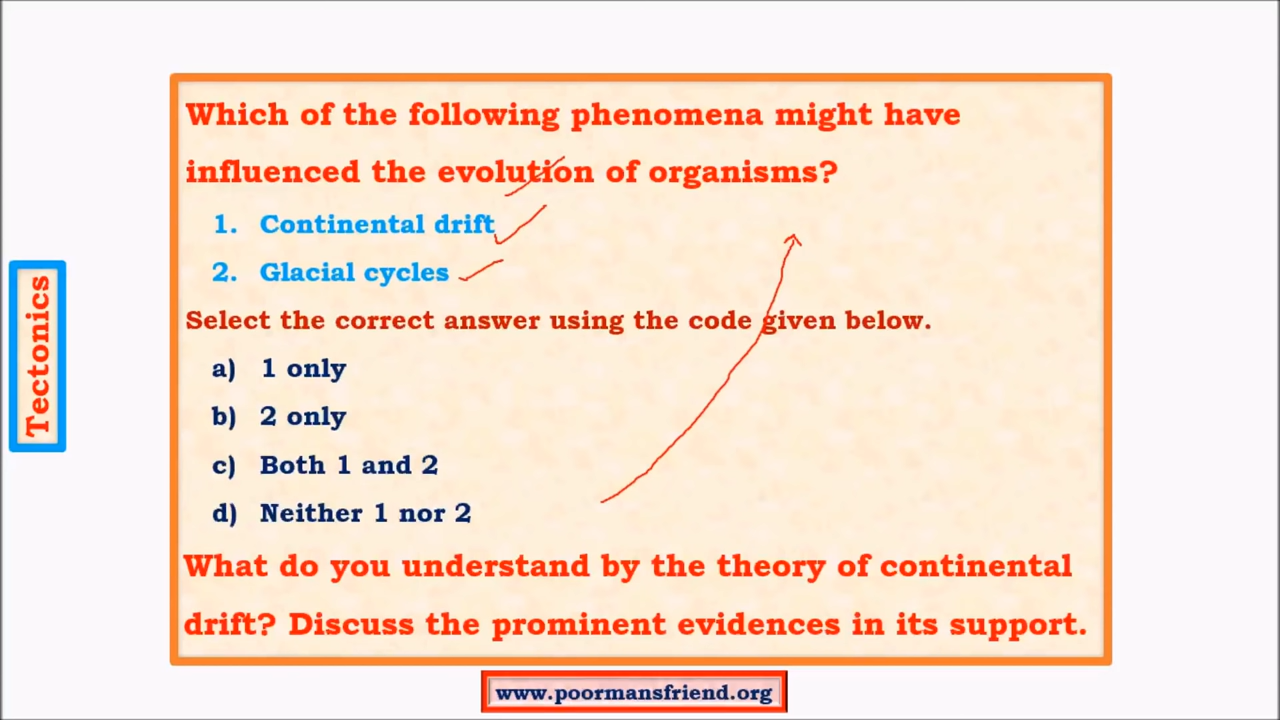 Which of the following phenomena might have
influenced the evolution of organisms?
1. Continental drift
2. Glacial cycles
Select the correct answer using the code given below.
a) 1 only
b) 2 only
c) Both 1 and 2
d) Neither 1 nor 2
What do you understand by the theory of continental
drift? Discuss the prominent evidences in its support.
Tectonics
www.poormansfriend.org